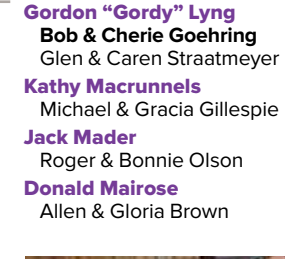 Gordon “Gordy” Lyng
Bob & Cherie Goehring
Glen & Caren Straatmeyer
Kathy Macrunnels
Michael & Gracia Gillespie
Jack Mader
Roger & Bonnie Olson
Donald Mairose
Allen & Gloria Brown